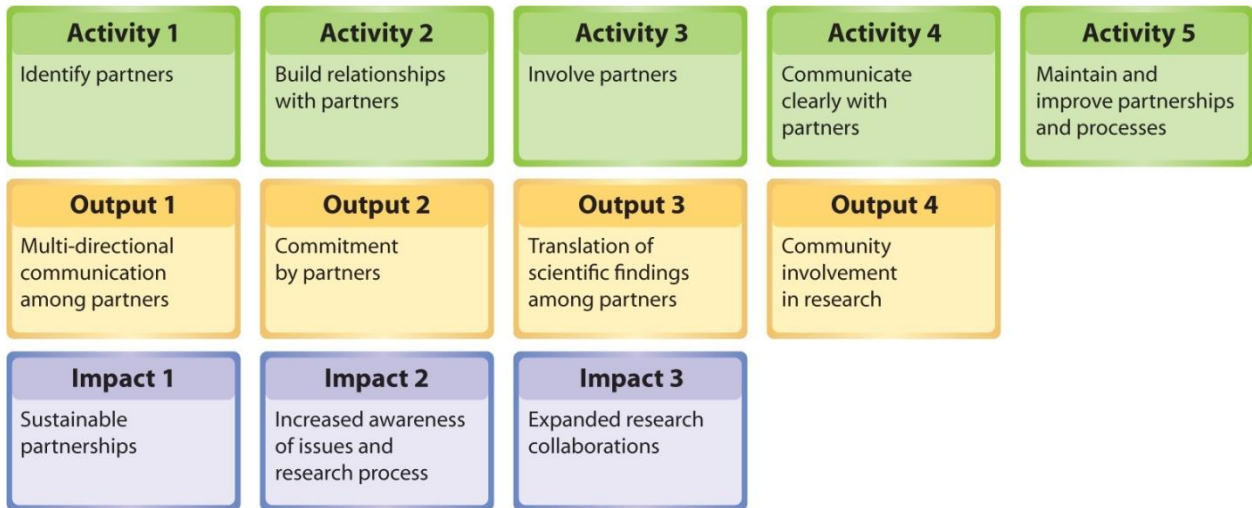 Activity 1
Identify partners
Activity 2
Build relationships
with partners
Activity 3
Involve partners
Activity 4
Communicate
clearly with
partners
Activity 5
Maintain and
improve partnerships
and processes
Output 1
Multi-directional
communication
among partners
Output 2
Commitment
by partners
Output 3
Translation of
scientific findings
among partners
Output 4
Community
involvement
in research
Impact 1
Sustainable
partnerships
Impact 2
Increased awareness
of issues and
research process
Impact 3
Expanded research
collaborations